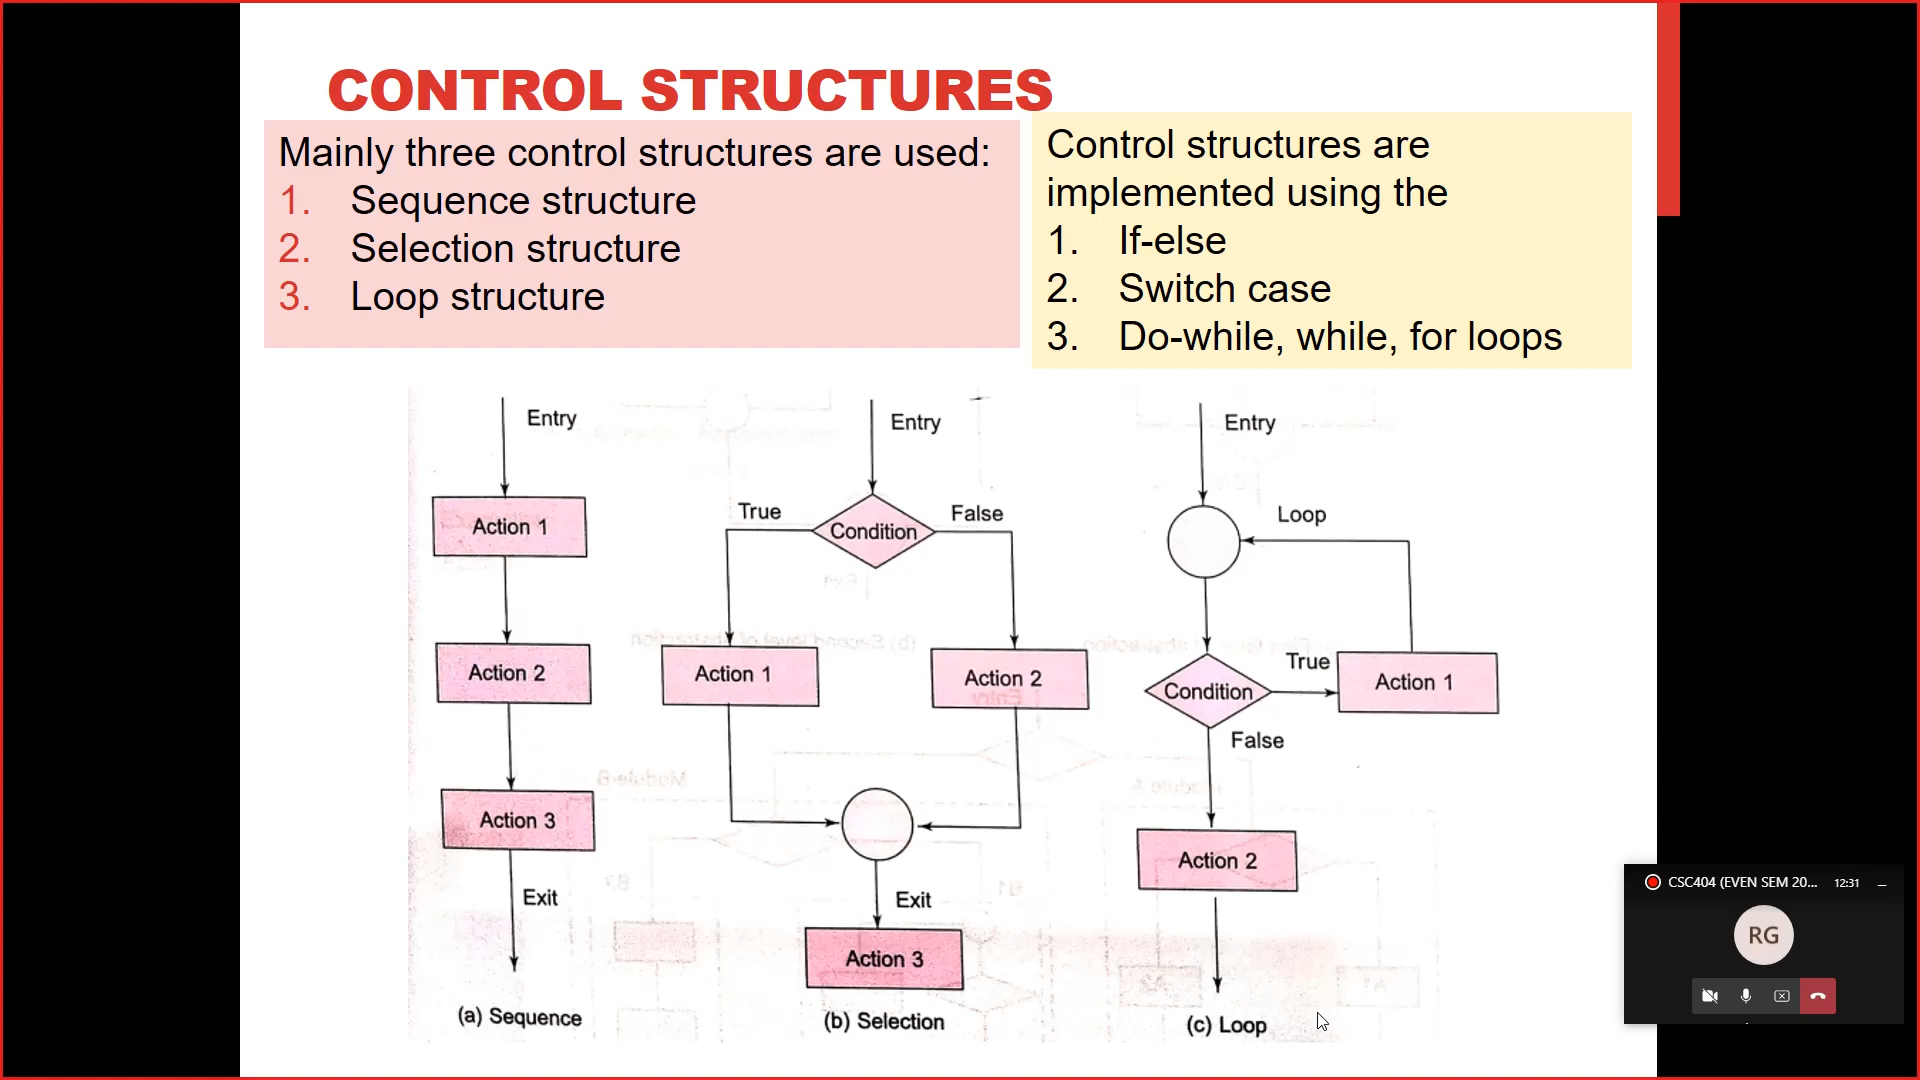 CONTROL STRUCTURES
Mainly three control structures are used:
1. Sequence structure
2. Selection structure
3. Loop structure
Control structures are
implemented using the
1. If-else
2. Switch case
3. Do-while, while, for loops
Entry
Action 1
Action 2
Action 3
Exit
(a) Sequence
Entry
True
Condition
False
Action 1
Action 2
Exit
Action 3
(b) Selection
Entry
Loop
True
Condition
Action 1
False
Action 2
(c) Loop
CSC404 (EVEN SEM 20... 12:31
RG